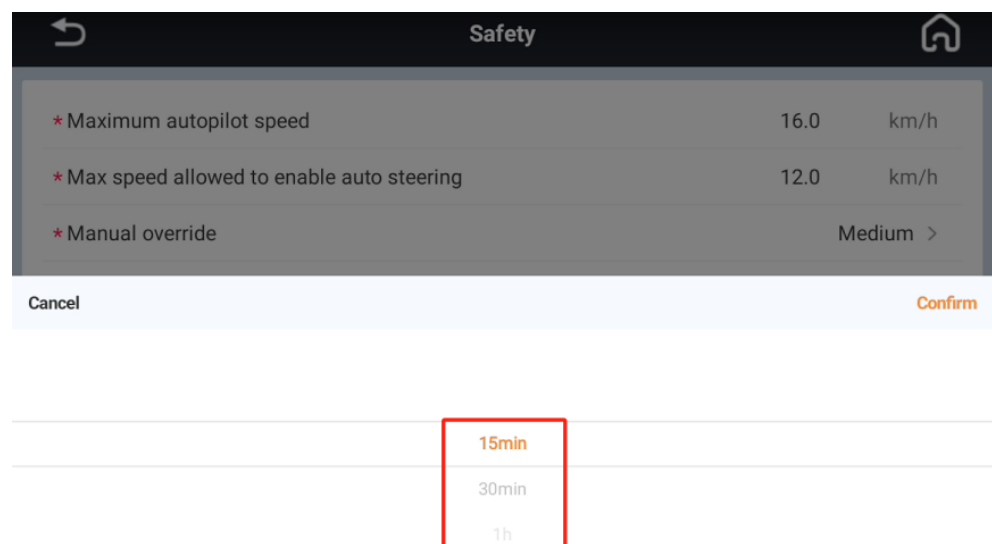 Safety
* Maximum autopilot speed 16.0 km/h
* Max speed allowed to enable auto steering 12.0 km/h
* Manual override Medium >
Cancel Confirm
15min
30min
1h